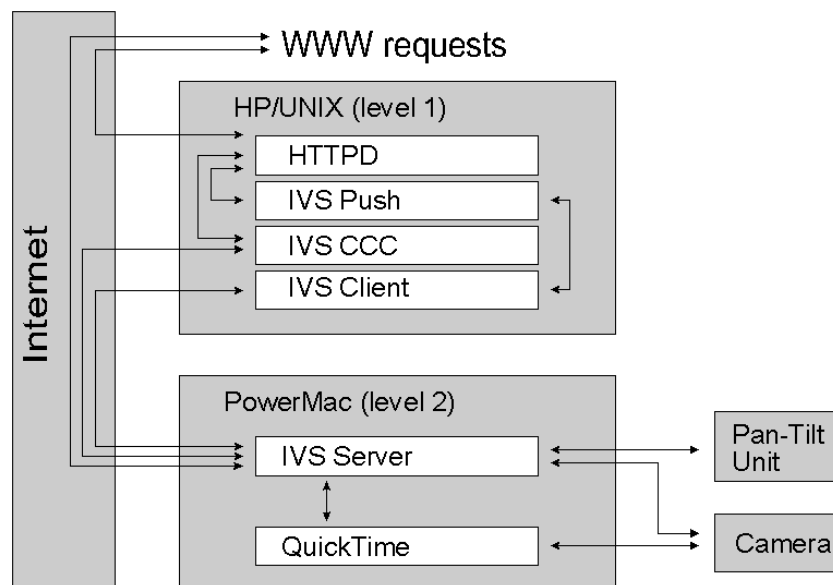 WWW requests
HP/UNIX (level 1)
HTTPD
IVS Push
IVS CCC
IVS Client
Internet
PowerMac (level 2)
IVS Server
QuickTime
Pan-Tilt
Unit
Camera